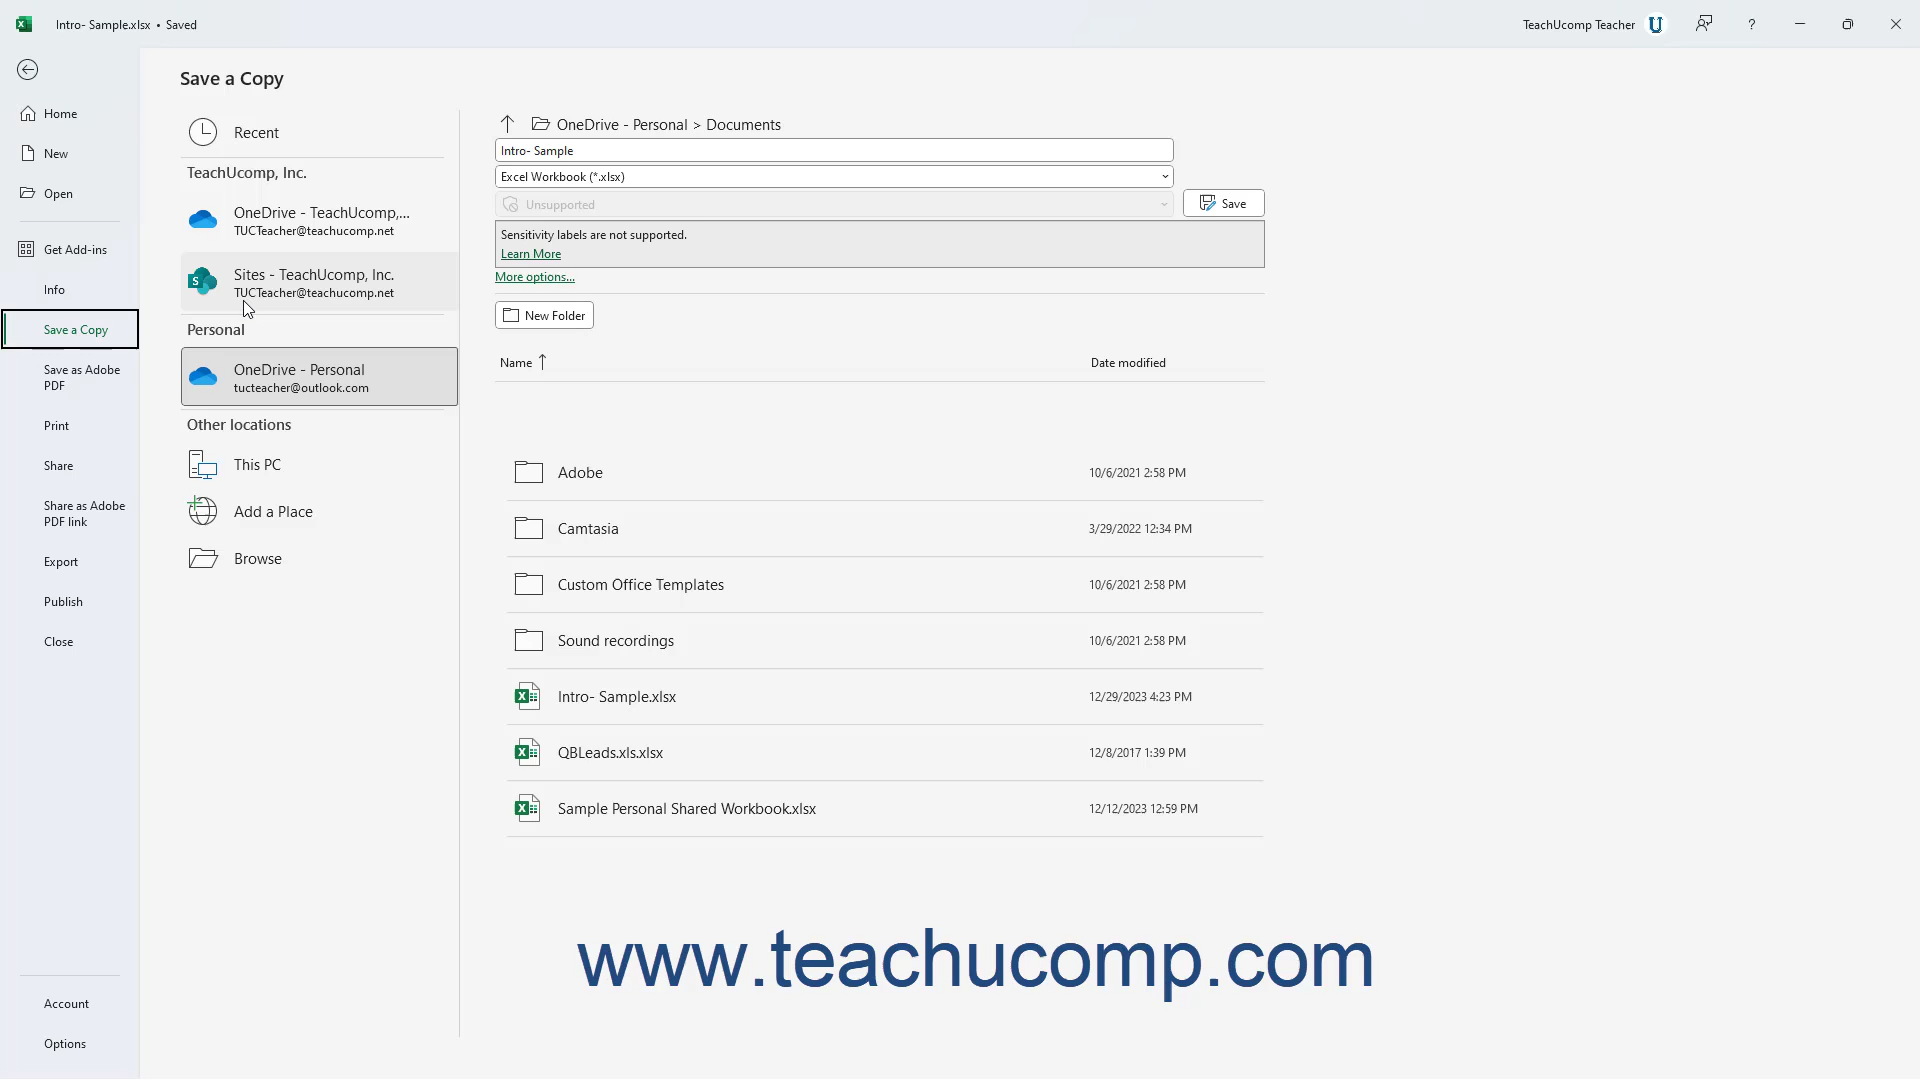 Intro- Sample.xlsx • Saved
TeachUcomp Teacher
?
Home
New
Open
Get Add-ins
Info
Save a Copy
Save as Adobe
PDF
Print
Share
Share as Adobe
PDF link
Export
Publish
Close
Account
Options
Save a Copy
Recent
TeachUcomp, Inc.
OneDrive - TeachUcomp,...
TUCTeacher@teachucomp.net
Sites - TeachUcomp, Inc.
TUCTeacher@teachucomp.net
Personal
OneDrive - Personal
tucteacher@outlook.com
Other locations
This PC
Add a Place
Browse
OneDrive - Personal > Documents
Intro- Sample
Excel Workbook (*.xlsx)
Unsupported
Save
Sensitivity labels are not supported.
Learn More
More options...
New Folder
Name ↑ Date modified
Adobe 10/6/2021 2:58 PM
Camtasia 3/29/2022 12:34 PM
Custom Office Templates 10/6/2021 2:58 PM
Sound recordings 10/6/2021 2:58 PM
Intro- Sample.xlsx 12/29/2023 4:23 PM
QBLeads.xls.xlsx 12/8/2017 1:39 PM
Sample Personal Shared Workbook.xlsx 12/12/2023 12:59 PM
www.teachucomp.com